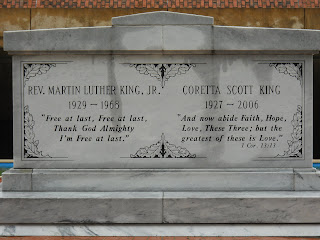 REV. MARTIN LUTHER KING, JR.
1929 — 1968
"Free at last, Free at last,
Thank God Almighty
I'm Free at last."
CORETTA SCOTT KING
1927 — 2006
"And now abide Faith, Hope,
Love, These Three; but the
greatest of these is Love."
1 Cor. 13:13